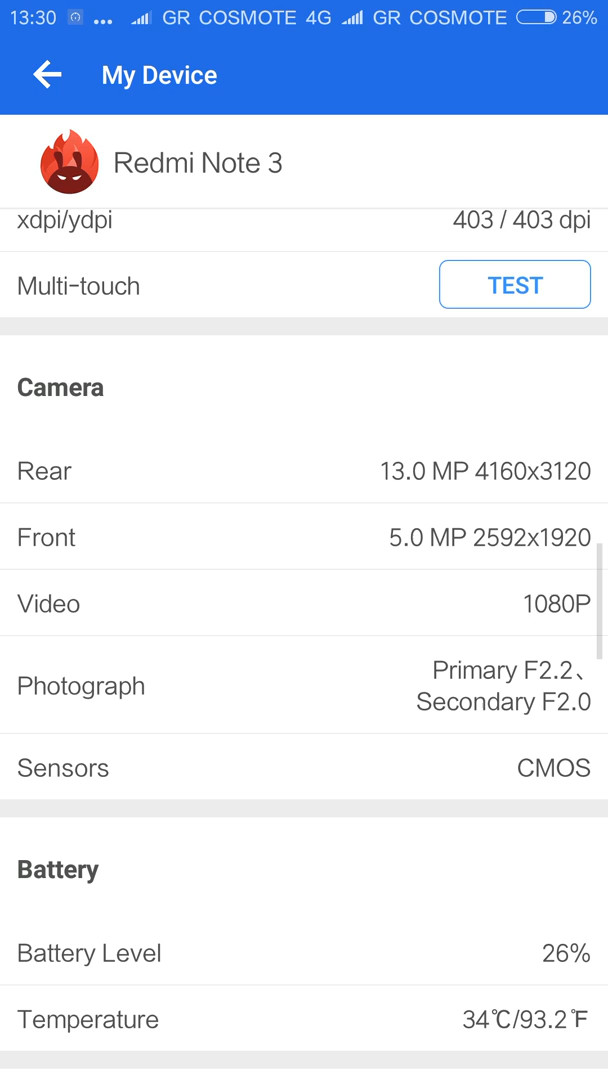 13:30 ... GR COSMOTE 4G GR COSMOTE 26%
My Device
Redmi Note 3
xdpi/ydpi 403 / 403 dpi
Multi-touch TEST
Camera
Rear 13.0 MP 4160x3120
Front 5.0 MP 2592x1920
Video 1080P
Photograph Primary F2.2、
Secondary F2.0
Sensors CMOS
Battery
Battery Level 26%
Temperature 34℃/93.2℉